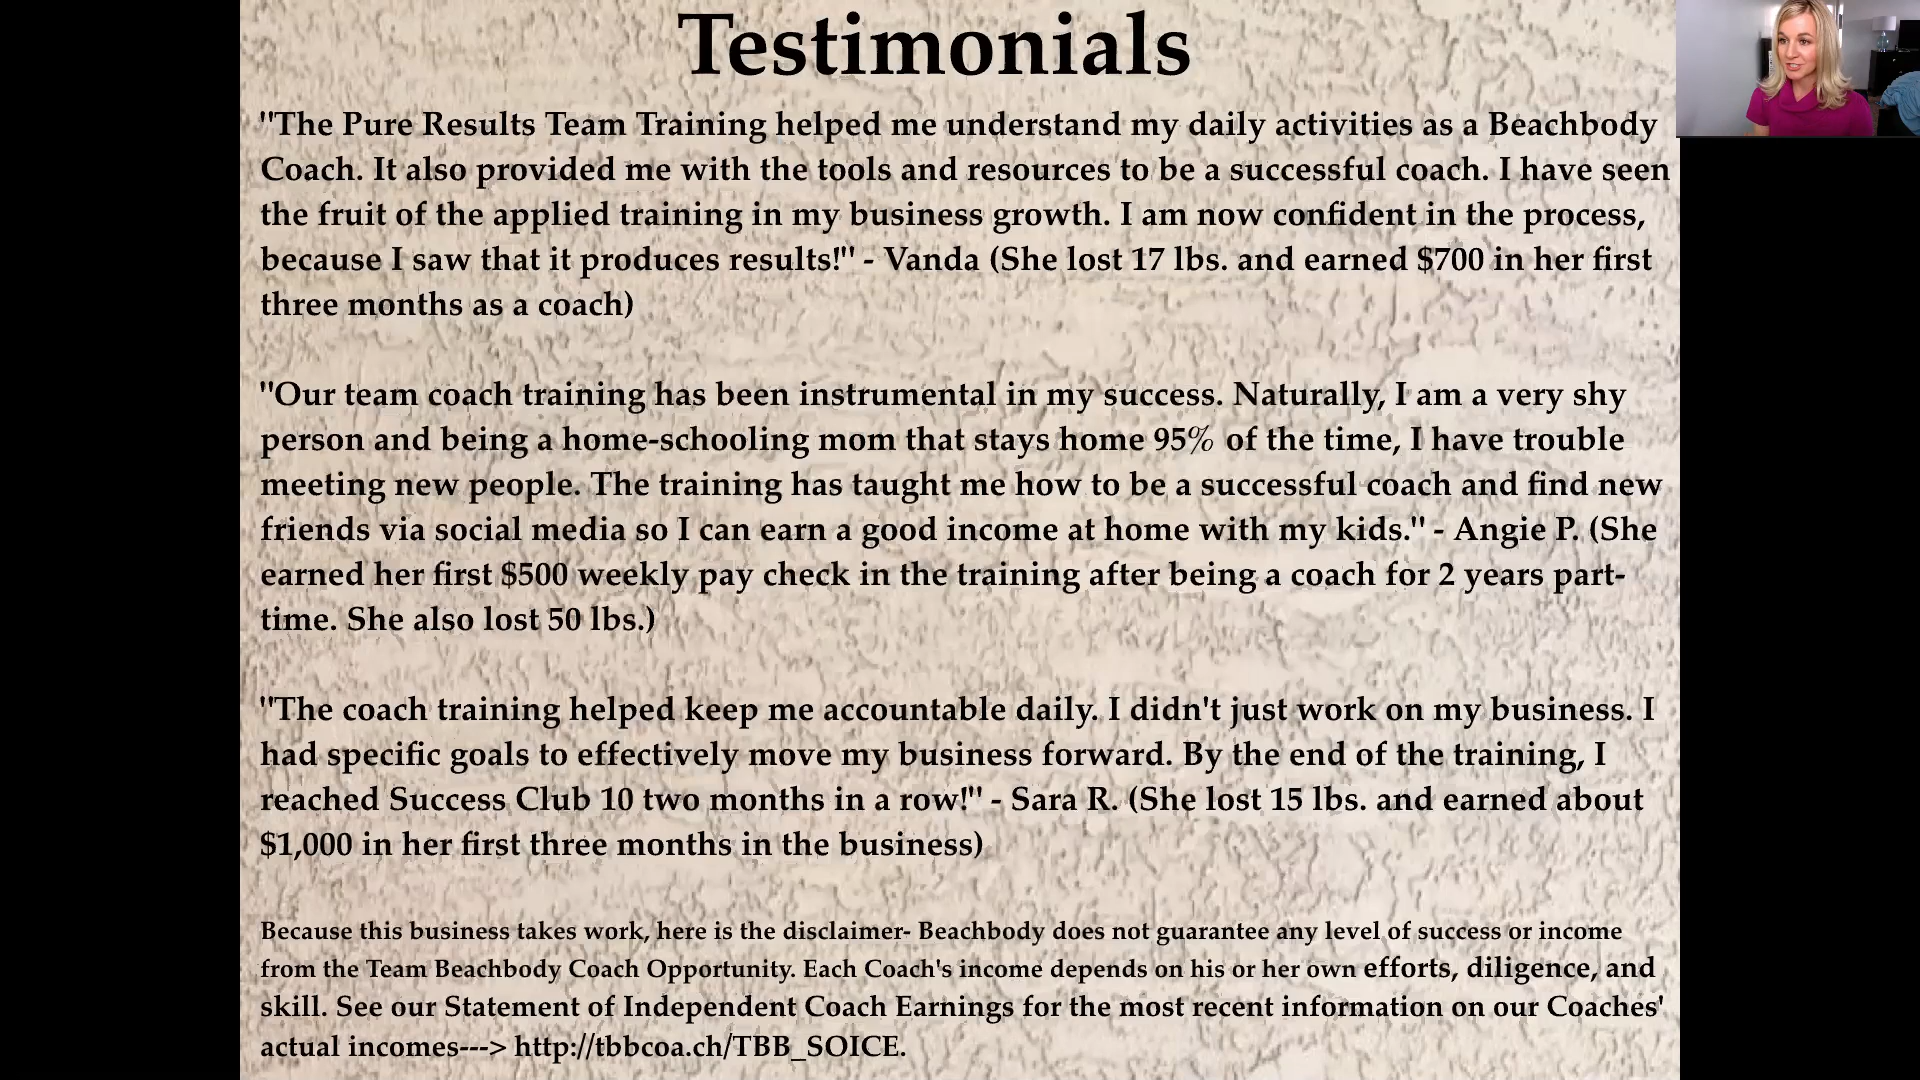 Testimonials
"The Pure Results Team Training helped me understand my daily activities as a Beachbody
Coach. It also provided me with the tools and resources to be a successful coach. I have seen
the fruit of the applied training in my business growth. I am now confident in the process,
because I saw that it produces results!" - Vanda (She lost 17 lbs. and earned $700 in her first
three months as a coach)
"Our team coach training has been instrumental in my success. Naturally, I am a very shy
person and being a home-schooling mom that stays home 95% of the time, I have trouble
meeting new people. The training has taught me how to be a successful coach and find new
friends via social media so I can earn a good income at home with my kids." - Angie P. (She
earned her first $500 weekly pay check in the training after being a coach for 2 years part-
time. She also lost 50 lbs.)
"The coach training helped keep me accountable daily. I didn't just work on my business. I
had specific goals to effectively move my business forward. By the end of the training, I
reached Success Club 10 two months in a row!" - Sara R. (She lost 15 lbs. and earned about
$1,000 in her first three months in the business)
Because this business takes work, here is the disclaimer- Beachbody does not guarantee any level of success or income
from the Team Beachbody Coach Opportunity. Each Coach's income depends on his or her own efforts, diligence, and
skill. See our Statement of Independent Coach Earnings for the most recent information on our Coaches'
actual incomes---> http://tbbcoa.ch/TBB_SOICE.